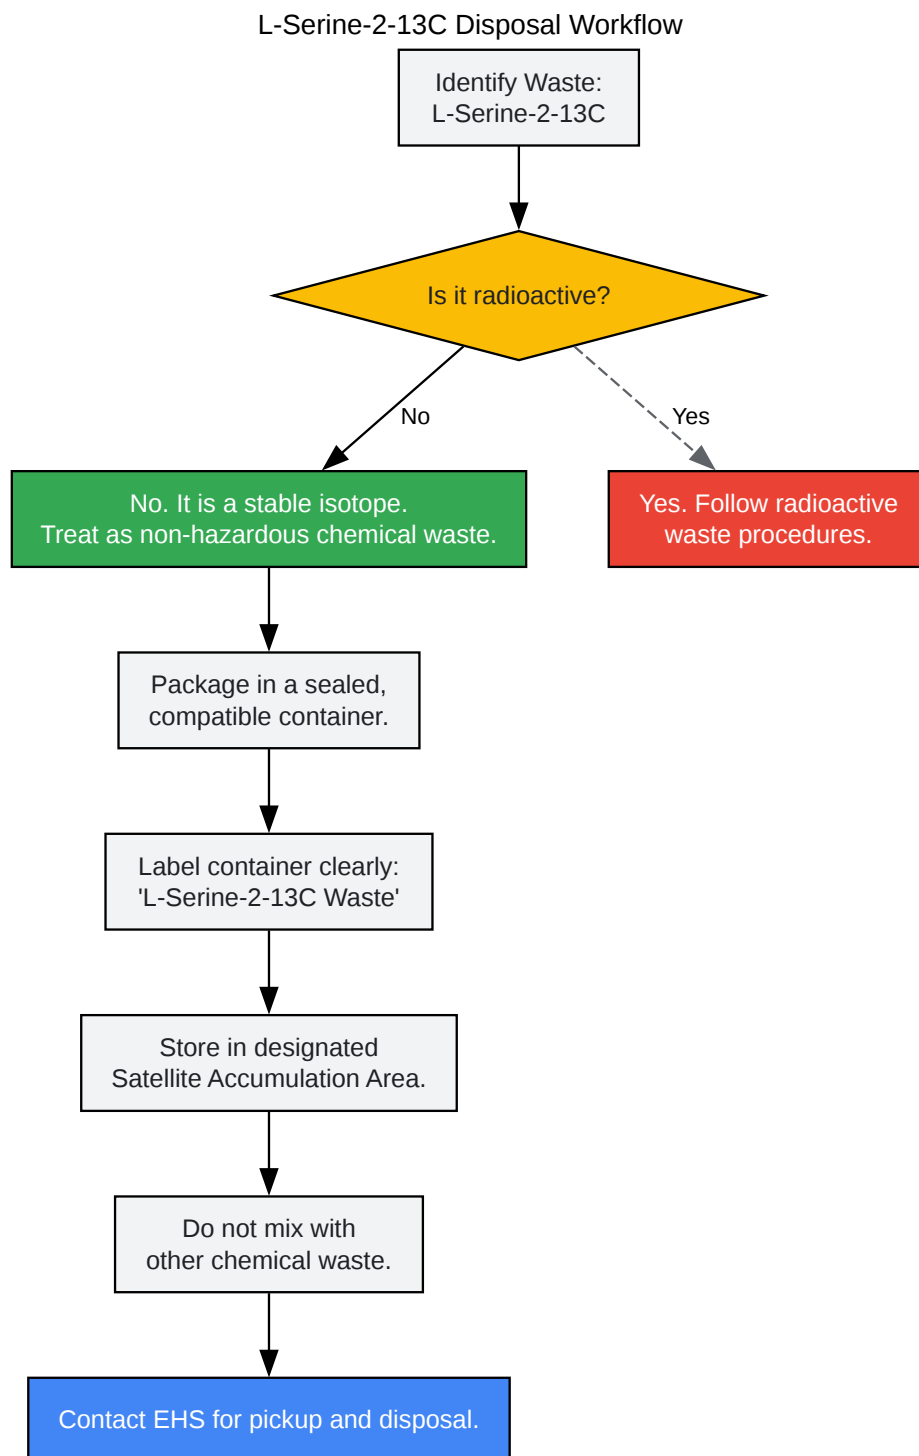 L-Serine-2-13C Disposal Workflow
Identify Waste:
L-Serine-2-13C
Is it radioactive?
No
Yes
No. It is a stable isotope.
Treat as non-hazardous chemical waste.
Yes. Follow radioactive
waste procedures.
Package in a sealed,
compatible container.
Label container clearly:
'L-Serine-2-13C Waste'
Store in designated
Satellite Accumulation Area.
Do not mix with
other chemical waste.
Contact EHS for pickup and disposal.